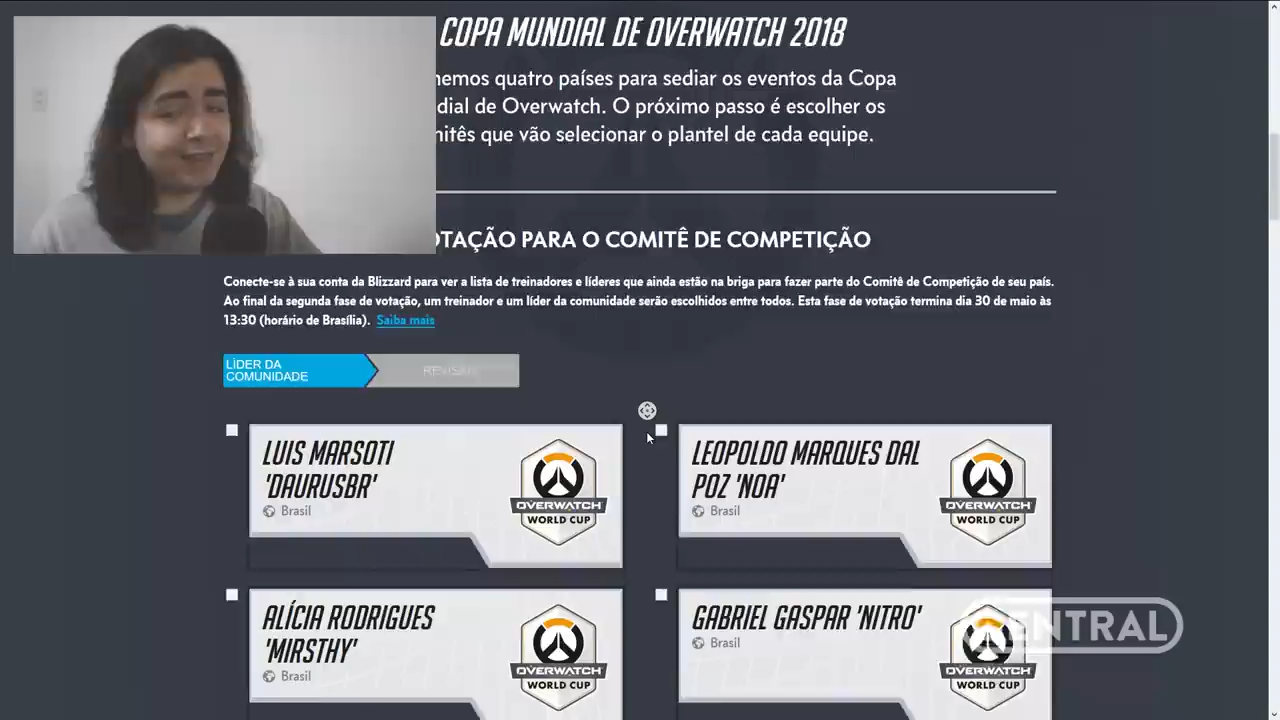 COPA MUNDIAL DE OVERWATCH 2018
nemos quatro países para sediar os eventos da Copa
dial de Overwatch. O próximo passo é escolher os
nitês que vão selecionar o plantel de cada equipe.
OTAÇÃO PARA O COMITÊ DE COMPETIÇÃO
Conecte-se à sua conta da Blizzard para ver a lista de treinadores e líderes que ainda estão na briga para fazer parte do Comitê de Competição de seu país.
Ao final da segunda fase de votação, um treinador e um líder da comunidade serão escolhidos entre todos. Esta fase de votação termina dia 30 de maio às
13:30 (horário de Brasília). Saiba mais
LÍDER DA
COMUNIDADE
REVISAR
LUIS MARSOTI
'DAURUSBR'
Brasil
OVERWATCH
WORLD CUP
LEOPOLDO MARQUES DAL
POZ 'NOA'
Brasil
OVERWATCH
WORLD CUP
ALÍCIA RODRIGUES
'MIRSTHY'
Brasil
OVERWATCH
WORLD CUP
GABRIEL GASPAR 'NITRO'
Brasil
OVERWATCH
WORLD CUP
ENTRAL